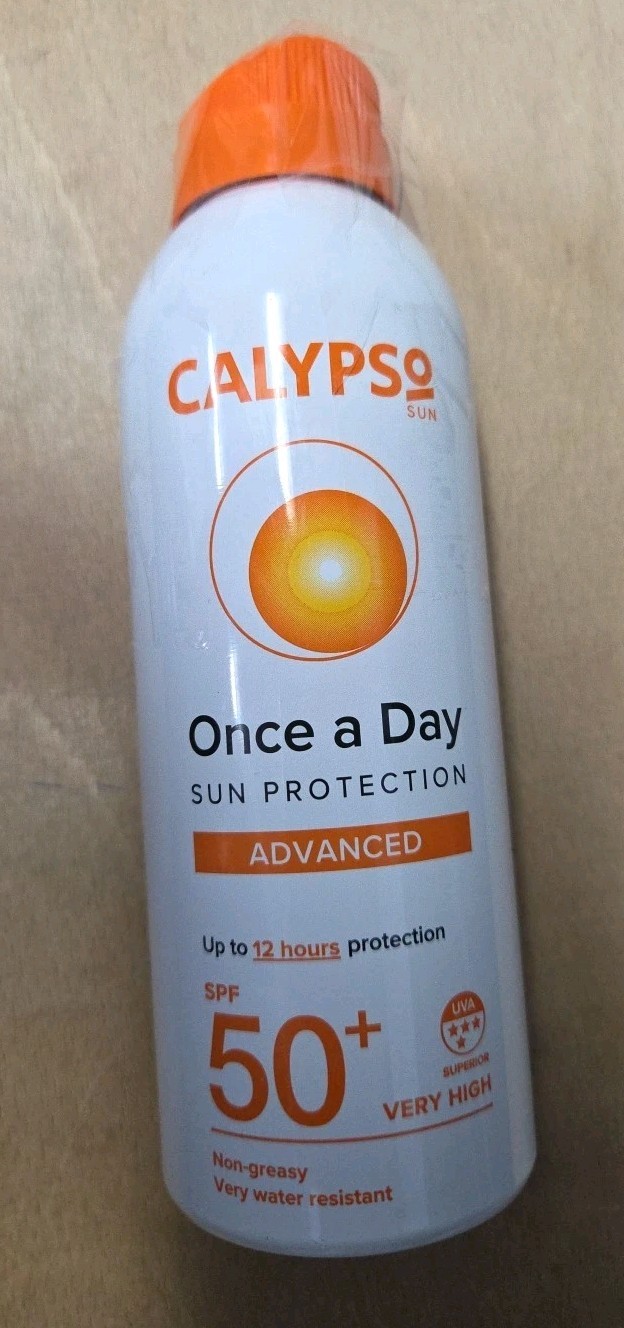 CALYPSO
SUN
Once a Day
SUN PROTECTION
ADVANCED
Up to 12 hours protection
SPF
50+
UVA
SUPERIOR
VERY HIGH
Non-greasy
Very water resistant